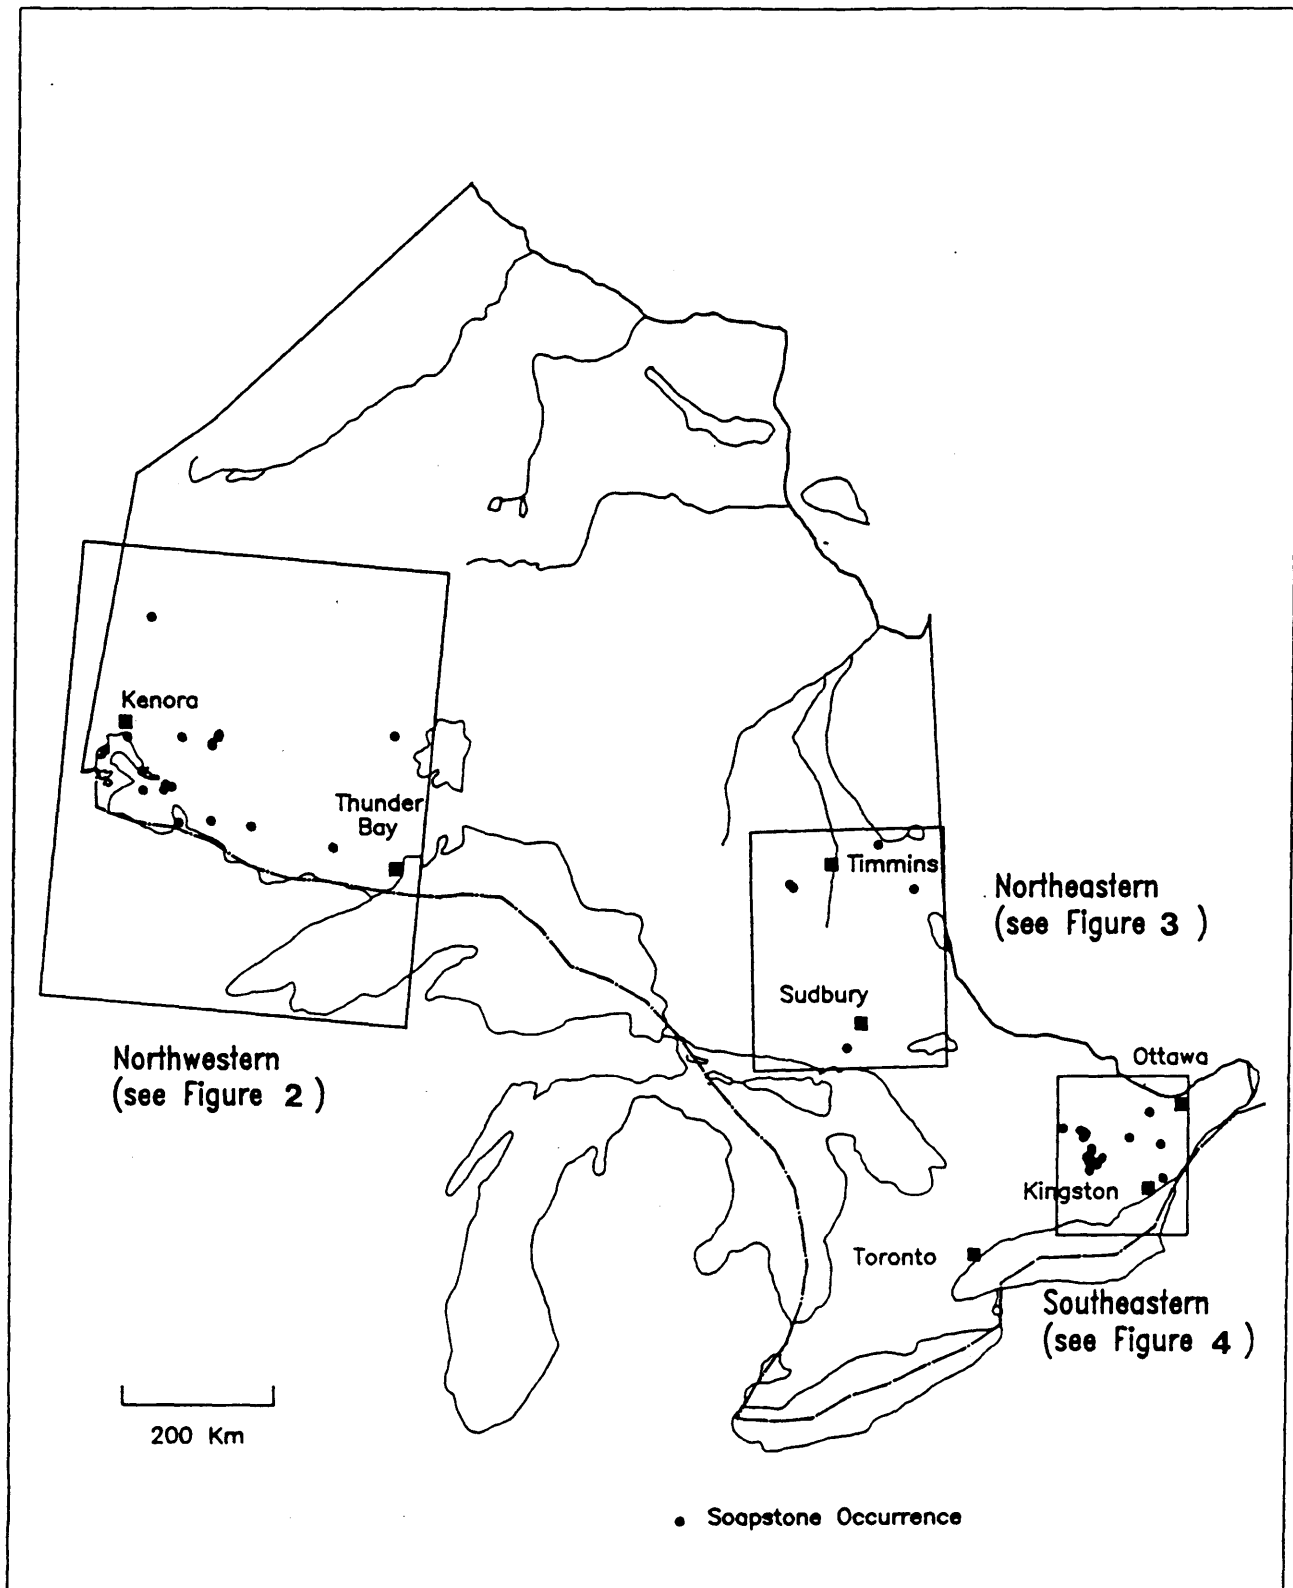 Kenora
Thunder
Bay
Timmins
Northeastern
(see Figure 3 )
Sudbury
Northwestern
(see Figure 2 )
Ottawa
Kingston
Toronto
Southeastern
(see Figure 4 )
200 Km
Soapstone Occurrence